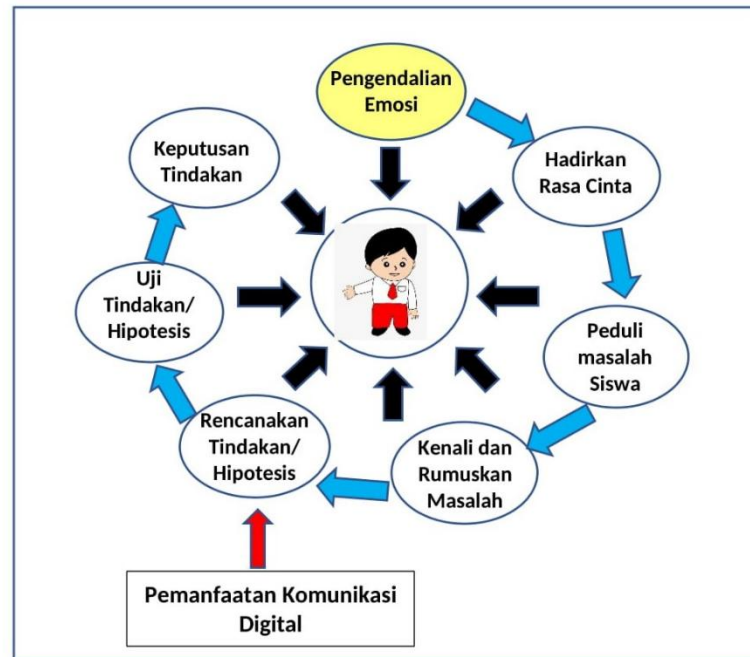 Pengendalian
Emosi
Hadirkan
Rasa Cinta
Peduli
masalah
Siswa
Kenali dan
Rumuskan
Masalah
Rencanakan
Tindakan/
Hipotesis
Uji
Tindakan/
Hipotesis
Keputusan
Tindakan
Pemanfaatan Komunikasi
Digital